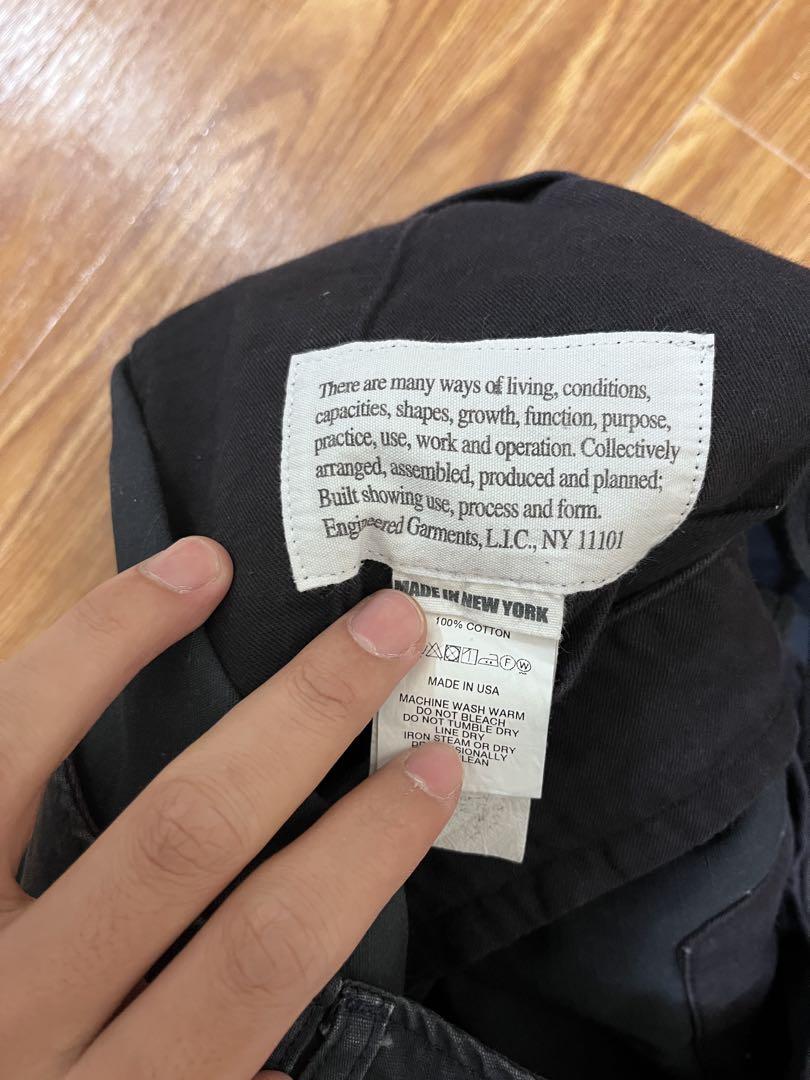 There are many ways of living, conditions,
capacities, shapes, growth, function, purpose,
practice, use, work and operation. Collectively
arranged, assembled, produced and planned;
Built showing use, process and form.
Engineered Garments, L.I.C., NY 11101
MADE IN NEW YORK
100% COTTON
F W
MADE IN USA
MACHINE WASH WARM
DO NOT BLEACH
DO NOT TUMBLE DRY
LINE DRY
IRON STEAM OR DRY